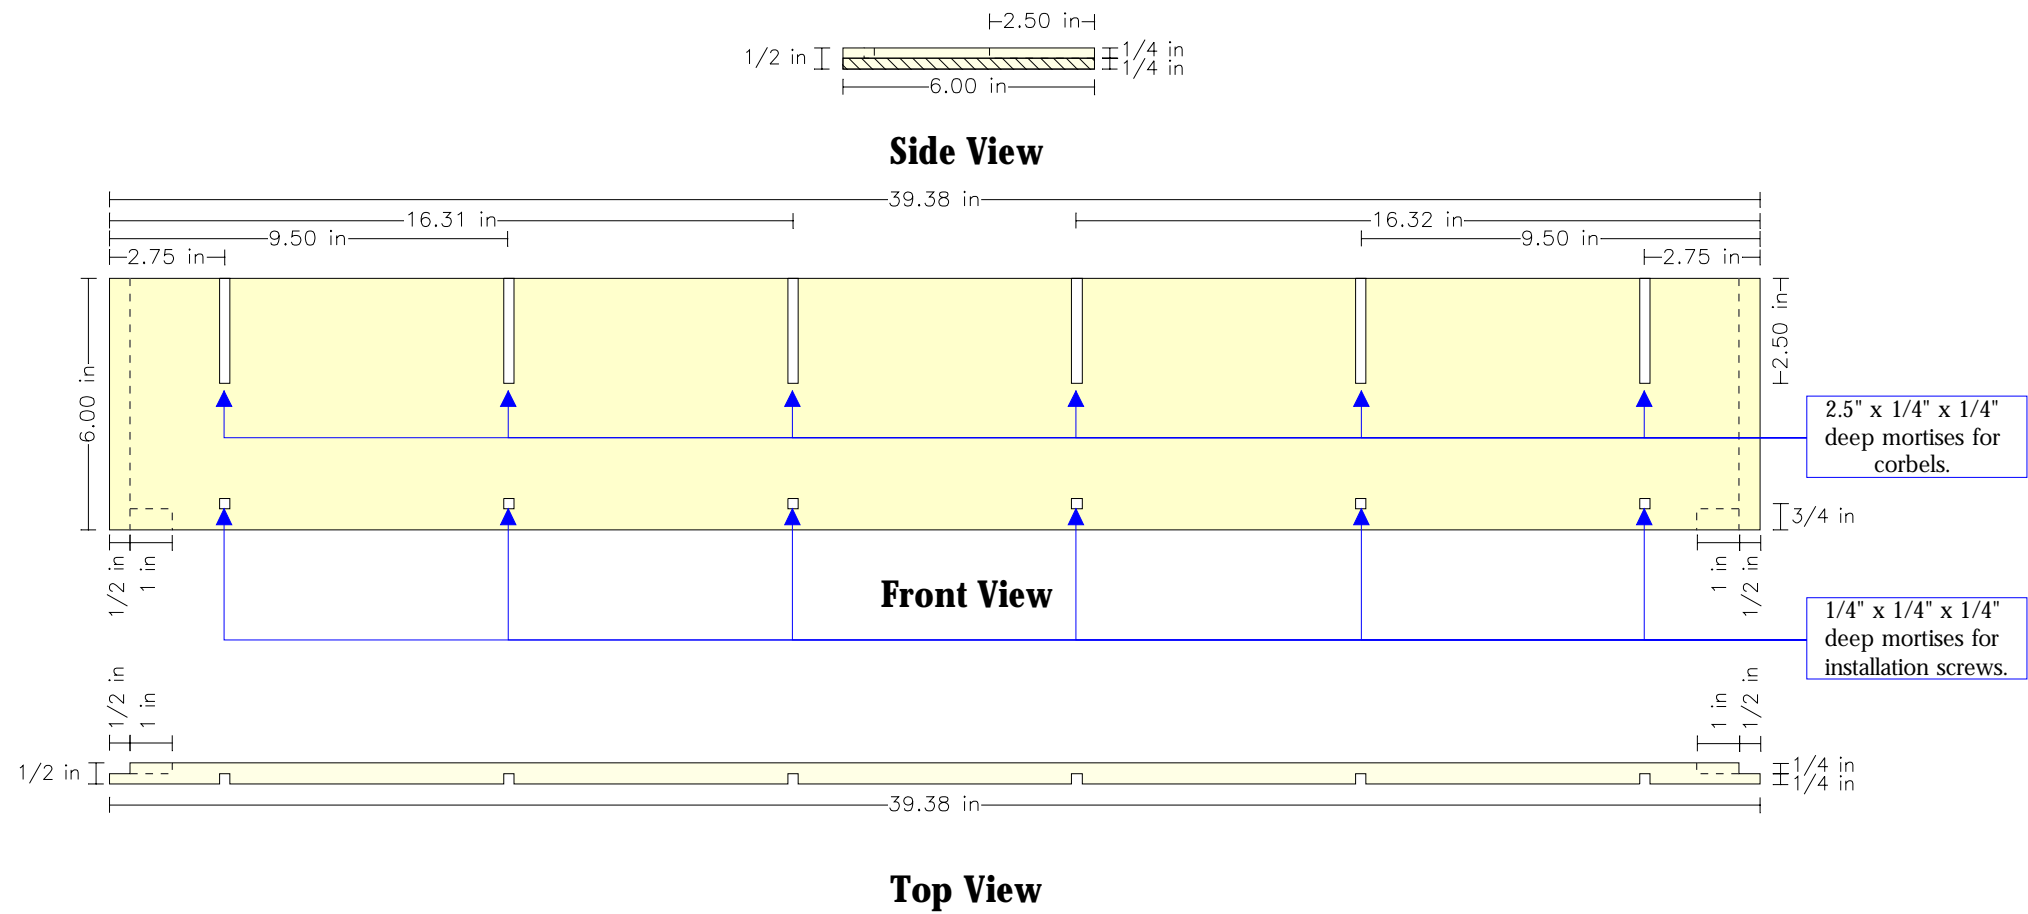 2.50 in
1/2 in
1/4 in
1/4 in
6.00 in
Side View
39.38 in
16.31 in
16.32 in
9.50 in
9.50 in
2.75 in
2.75 in
6.00 in
2.50 in
2.5" x 1/4" x 1/4"
deep mortises for
corbels.
3/4 in
1/2 in
1 in
1 in
1/2 in
Front View
1/4" x 1/4" x 1/4"
deep mortises for
installation screws.
1/2 in
1 in
1 in
1/2 in
1/2 in
1/4 in
1/4 in
39.38 in
Top View